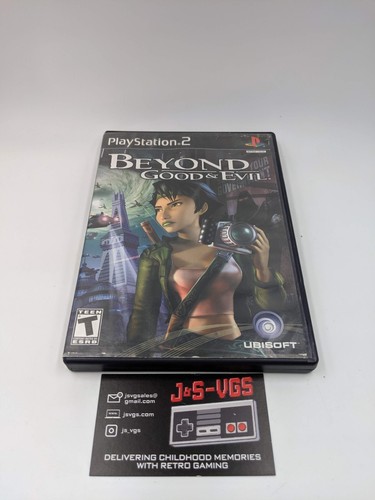 PlayStation 2
BEYOND
GOOD & EVIL
TEEN
T
ESRB
UBISOFT
J&S-VGS
jsvgsales@
gmail.com
jsvgs.com
js_vgs
DELIVERING CHILDHOOD MEMORIES
WITH RETRO GAMING